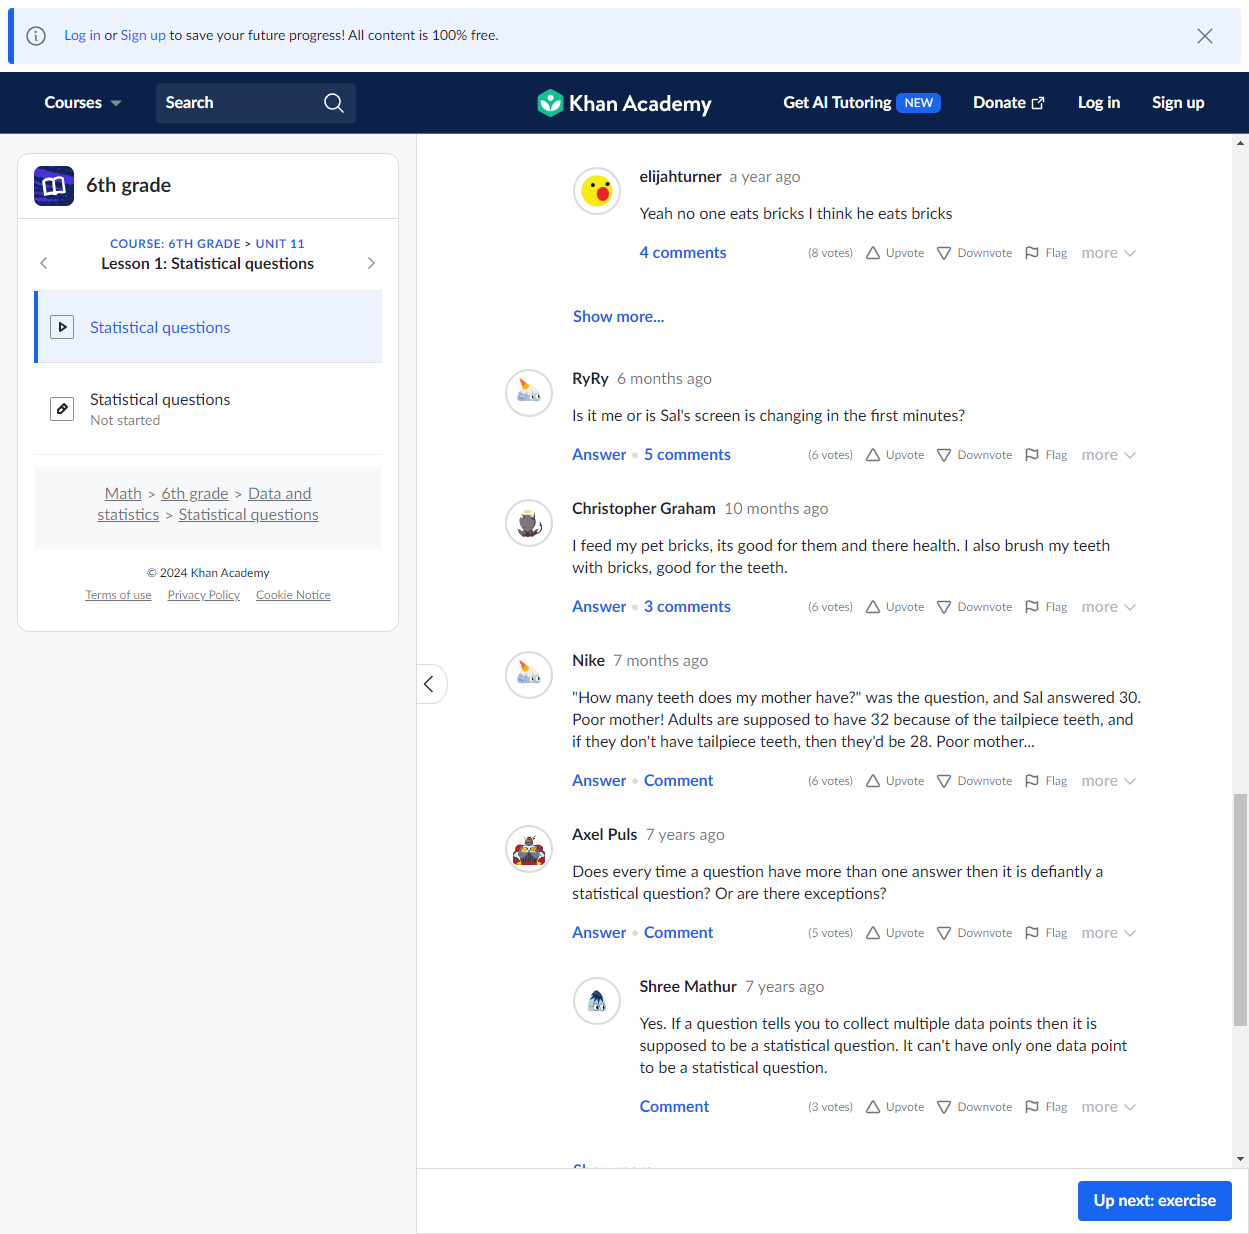 Log in or Sign up to save your future progress! All content is 100% free.
Courses
Search
Khan Academy
Get AI Tutoring NEW
Donate
Log in
Sign up
6th grade
COURSE: 6TH GRADE > UNIT 11
Lesson 1: Statistical questions
Statistical questions
Statistical questions
Not started
Math > 6th grade > Data and
statistics > Statistical questions
© 2024 Khan Academy
Terms of use Privacy Policy Cookie Notice
elijahturner a year ago
Yeah no one eats bricks I think he eats bricks
4 comments (8 votes) Upvote Downvote Flag more
Show more...
RyRy 6 months ago
Is it me or is Sal's screen is changing in the first minutes?
Answer • 5 comments (6 votes) Upvote Downvote Flag more
Christopher Graham 10 months ago
I feed my pet bricks, its good for them and there health. I also brush my teeth
with bricks, good for the teeth.
Answer • 3 comments (6 votes) Upvote Downvote Flag more
Nike 7 months ago
"How many teeth does my mother have?" was the question, and Sal answered 30.
Poor mother! Adults are supposed to have 32 because of the tailpiece teeth, and
if they don't have tailpiece teeth, then they'd be 28. Poor mother...
Answer • Comment (6 votes) Upvote Downvote Flag more
Axel Puls 7 years ago
Does every time a question have more than one answer then it is defiantly a
statistical question? Or are there exceptions?
Answer • Comment (5 votes) Upvote Downvote Flag more
Shree Mathur 7 years ago
Yes. If a question tells you to collect multiple data points then it is
supposed to be a statistical question. It can't have only one data point
to be a statistical question.
Comment (3 votes) Upvote Downvote Flag more
Up next: exercise